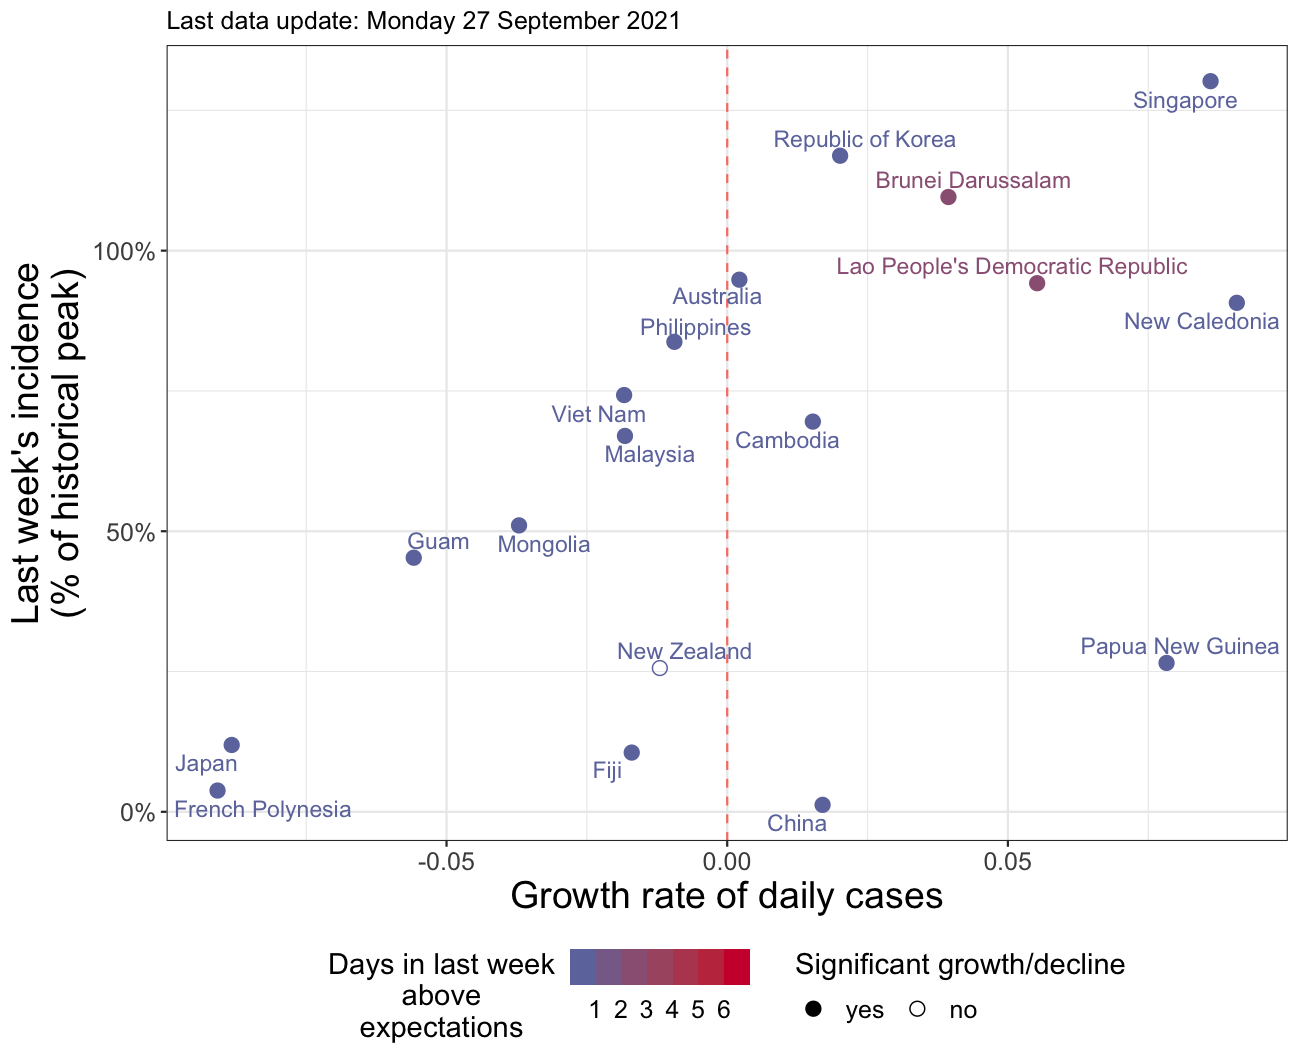 Last data update: Monday 27 September 2021
Singapore
Republic of Korea
Brunei Darussalam
100%
Lao People's Democratic Republic
Australia
New Caledonia
Philippines
Viet Nam
Cambodia
Malaysia
50%
Guam
Mongolia
New Zealand
Papua New Guinea
Japan
Fiji
French Polynesia
0%
China
Last week's incidence
(% of historical peak)
-0.05 0.00 0.05
Growth rate of daily cases
Days in last week
above
expectations
1 2 3 4 5 6
Significant growth/decline
yes no